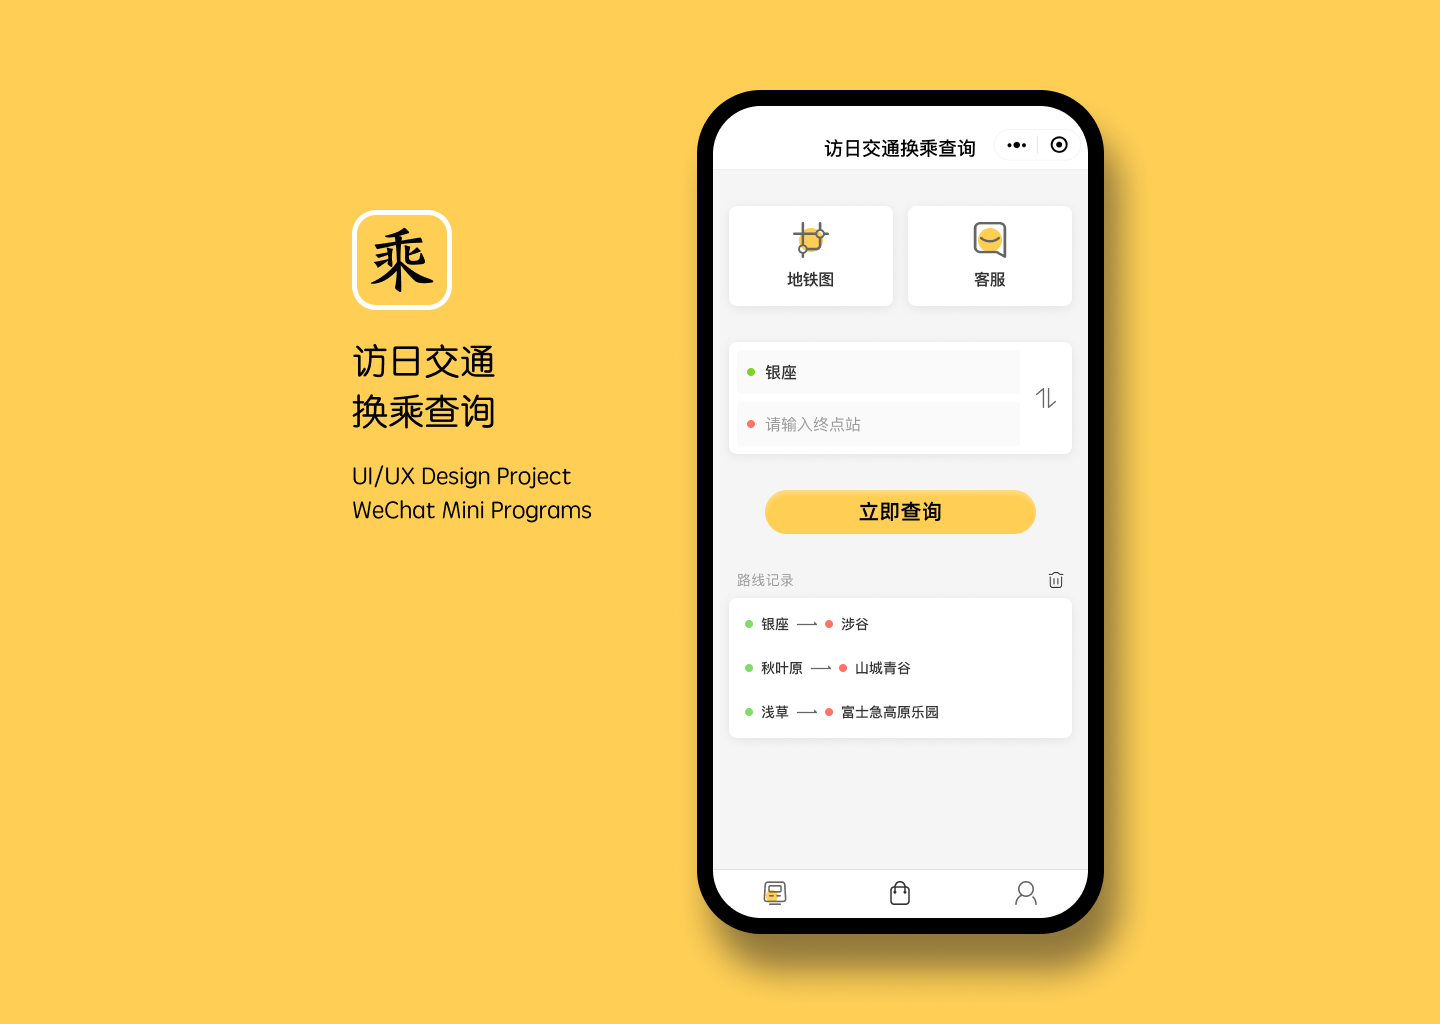 乘
访日交通
换乘查询
UI/UX Design Project
WeChat Mini Programs
访日交通换乘查询
地铁图
客服
银座
请输入终点站
立即查询
路线记录
银座 涉谷
秋叶原 山城青谷
浅草 富士急高原乐园